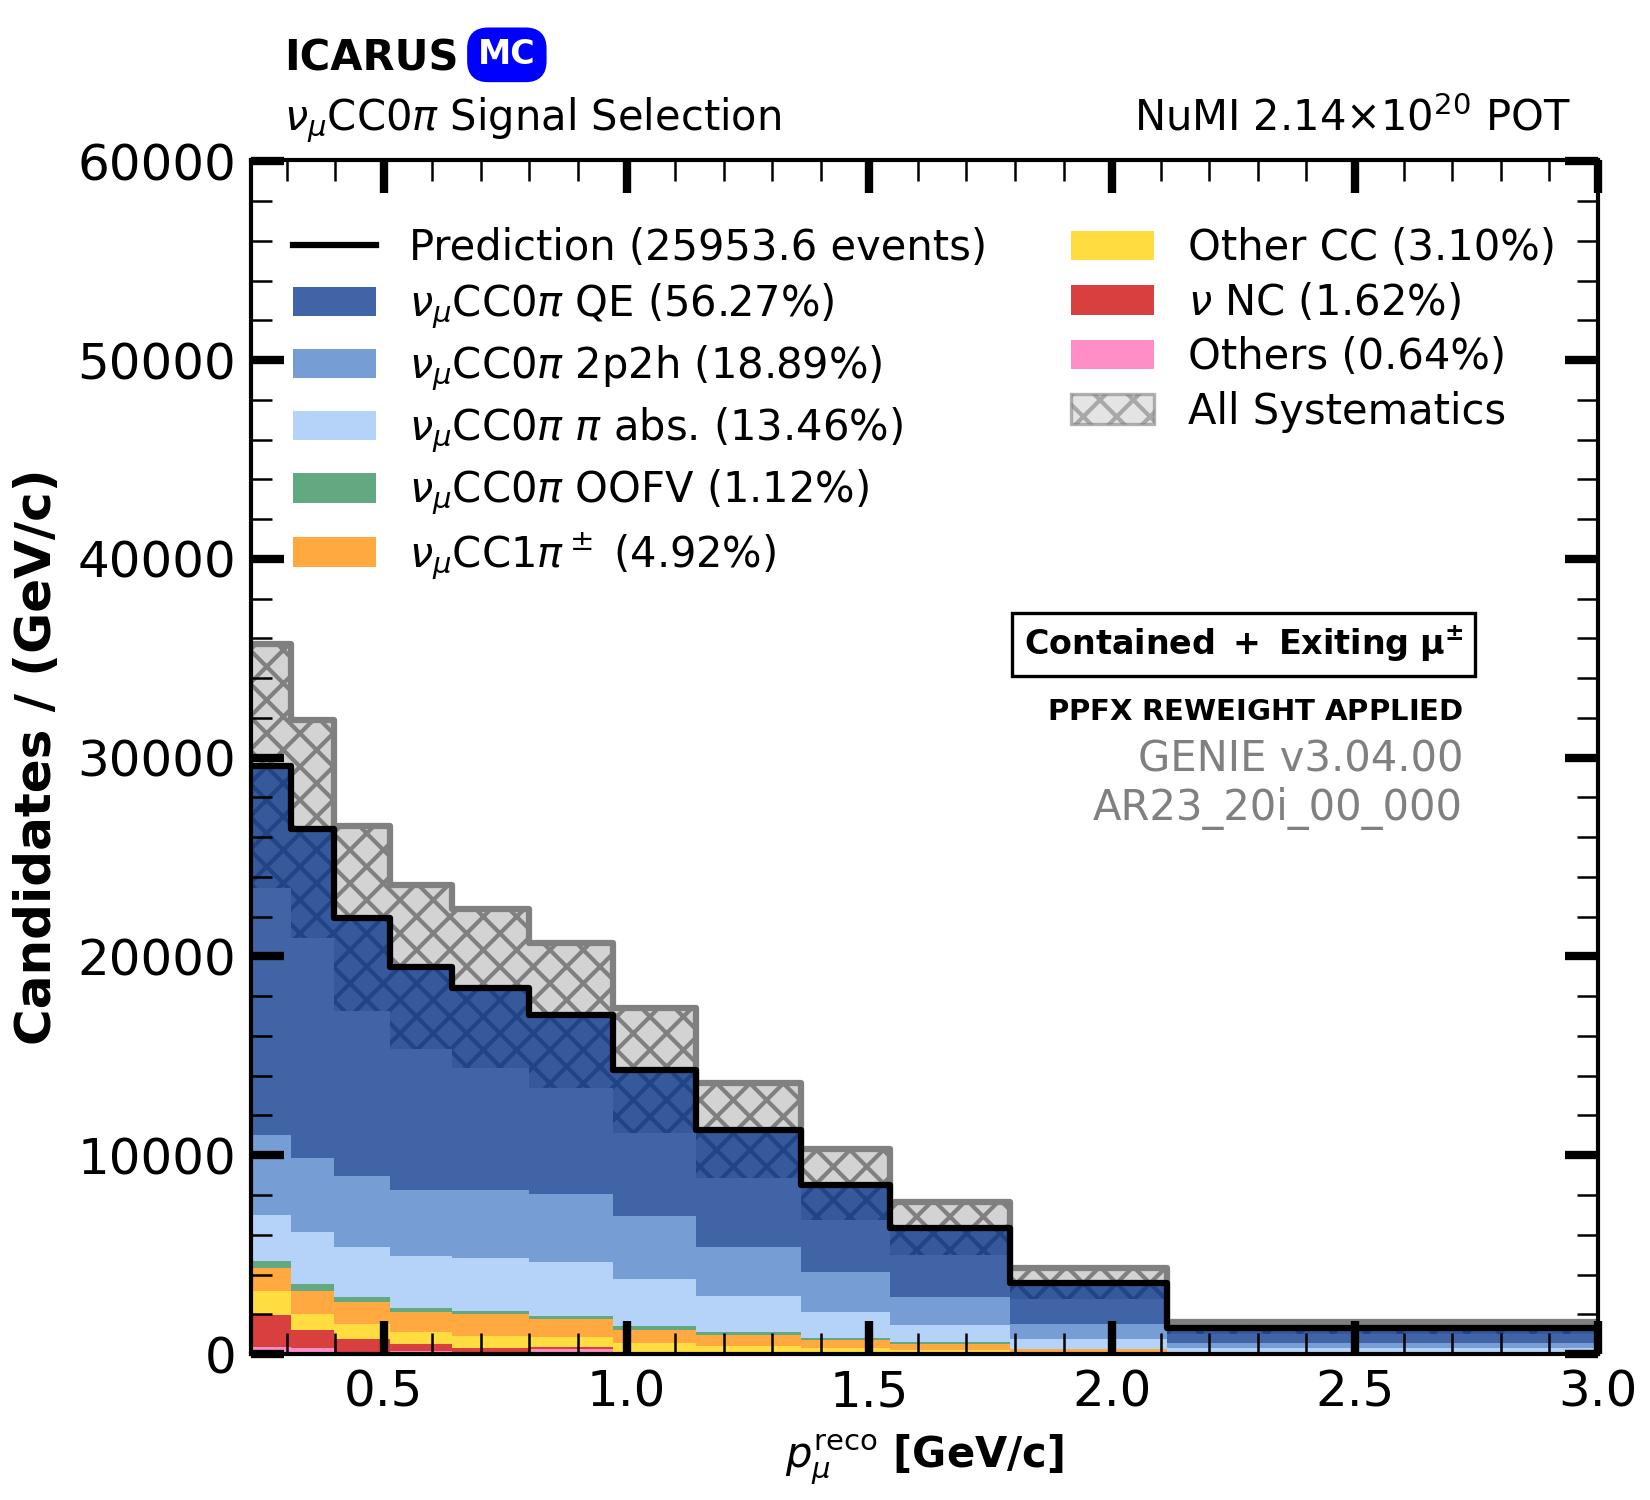 ICARUS MC
νμCC0π Signal Selection
NuMI 2.14×10²⁰ POT
60000
50000
40000
30000
20000
10000
0
Candidates / (GeV/c)
Prediction (25953.6 events)
νμCC0π QE (56.27%)
νμCC0π 2p2h (18.89%)
νμCC0π π abs. (13.46%)
νμCC0π OOFV (1.12%)
νμCC1π± (4.92%)
Other CC (3.10%)
ν NC (1.62%)
Others (0.64%)
All Systematics
Contained + Exiting μ±
PPFX REWEIGHT APPLIED
GENIE v3.04.00
AR23_20i_00_000
0.5 1.0 1.5 2.0 2.5 3.0
pμ^reco [GeV/c]